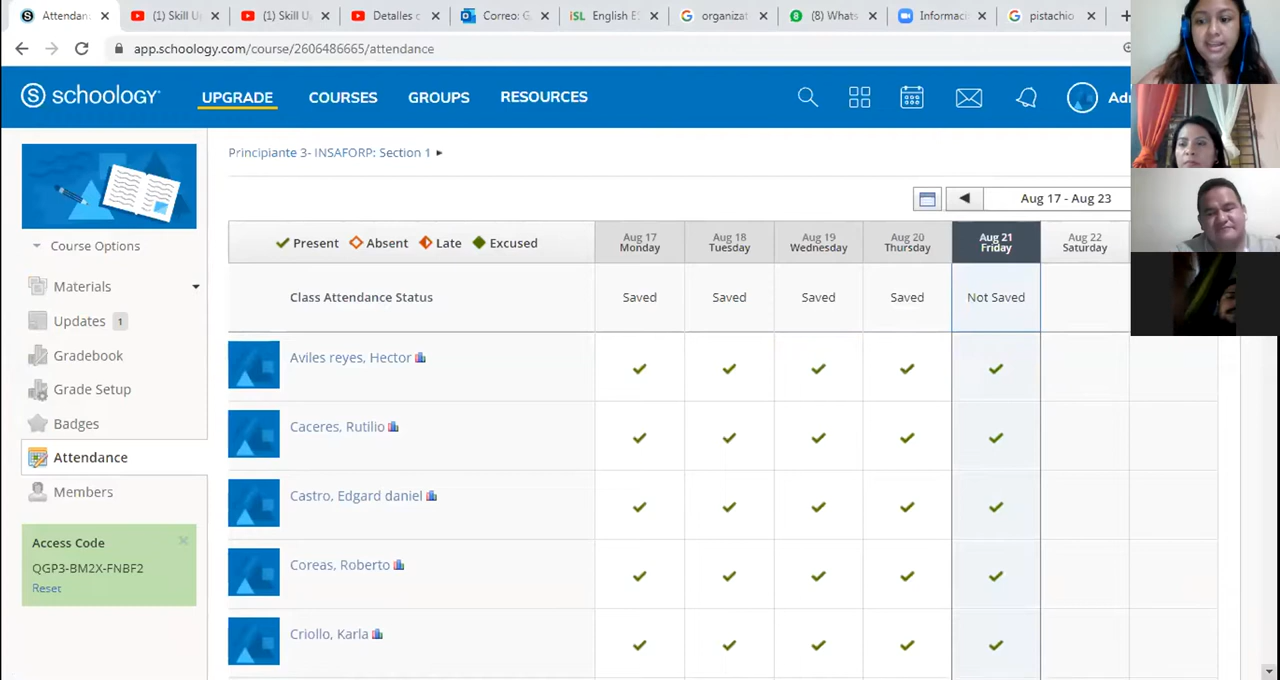 Attendanc
(1) Skill U
(1) Skill U
Detalles c
Correo: G
iSL English E
G organizat
(8) Whats
Informaci
G pistachio
app.schoology.com/course/2606486665/attendance
S schoology
UPGRADE
COURSES
GROUPS
RESOURCES
Principiante 3- INSAFORP: Section 1
Aug 17 - Aug 23
Course Options
Materials
Updates 1
Gradebook
Grade Setup
Badges
Attendance
Members
Access Code
QGP3-BM2X-FNBF2
Reset
Present Absent Late Excused
Aug 17 Monday
Aug 18 Tuesday
Aug 19 Wednesday
Aug 20 Thursday
Aug 21 Friday
Aug 22 Saturday
Class Attendance Status Saved Saved Saved Saved Not Saved
Aviles reyes, Hector
Caceres, Rutilio
Castro, Edgard daniel
Coreas, Roberto
Criollo, Karla